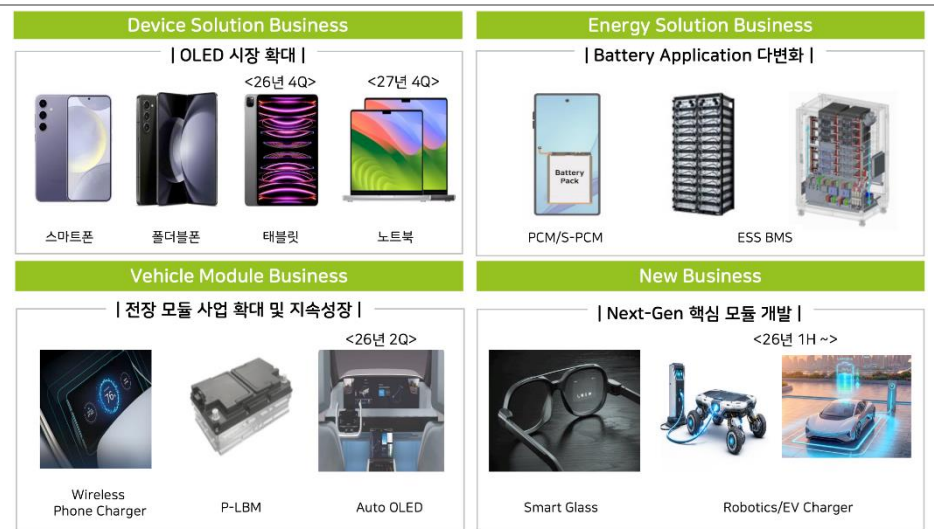 Device Solution Business
| OLED 시장 확대 |
<26년 4Q>
<27년 4Q>
스마트폰
폴더블폰
태블릿
노트북
Energy Solution Business
| Battery Application 다변화 |
Battery
Pack
PCM/S-PCM
ESS BMS
Vehicle Module Business
| 전장 모듈 사업 확대 및 지속성장 |
<26년 2Q>
Wireless
Phone Charger
P-LBM
Auto OLED
New Business
| Next-Gen 핵심 모듈 개발 |
<26년 1H ~>
Smart Glass
Robotics/EV Charger